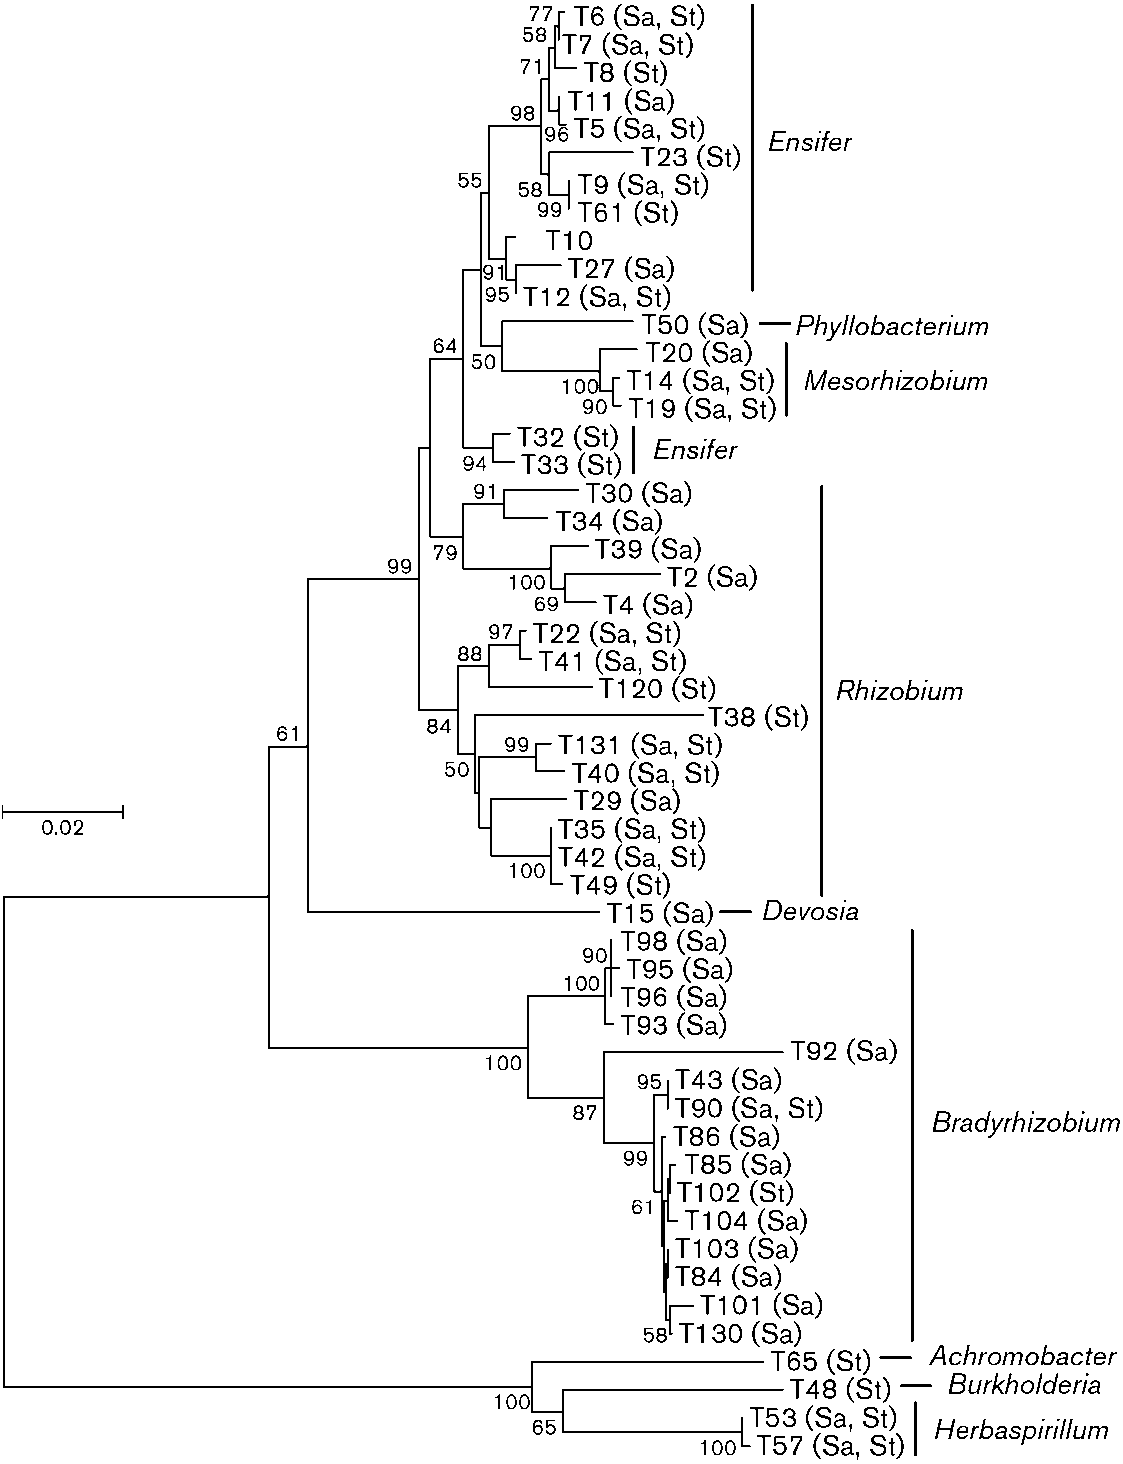 77 T6 (Sa, St)
58 T7 (Sa, St)
71 T8 (St)
T11 (Sa)
98
96 T5 (Sa, St)
Ensifer
T23 (St)
55
58 T9 (Sa, St)
99 T61 (St)
T10
91 T27 (Sa)
95 T12 (Sa, St)
T50 (Sa) Phyllobacterium
64
50 T20 (Sa)
100 T14 (Sa, St) Mesorhizobium
90 T19 (Sa, St)
T32 (St)
Ensifer
94 T33 (St)
91 T30 (Sa)
T34 (Sa)
79 T39 (Sa)
99
100 T2 (Sa)
69 T4 (Sa)
97 T22 (Sa, St)
88 T41 (Sa, St)
T120 (St)
Rhizobium
84 T38 (St)
61
99 T131 (Sa, St)
50 T40 (Sa, St)
T29 (Sa)
0.02
T35 (Sa, St)
T42 (Sa, St)
100 T49 (St)
T15 (Sa) Devosia
T98 (Sa)
90 T95 (Sa)
100 T96 (Sa)
T93 (Sa)
100 T92 (Sa)
95 T43 (Sa)
87 T90 (Sa, St)
Bradyrhizobium
T86 (Sa)
99 T85 (Sa)
T102 (St)
61 T104 (Sa)
T103 (Sa)
T84 (Sa)
T101 (Sa)
58 T130 (Sa)
T65 (St) Achromobacter
100 T48 (St) Burkholderia
65 T53 (Sa, St)
Herbaspirillum
100 T57 (Sa, St)